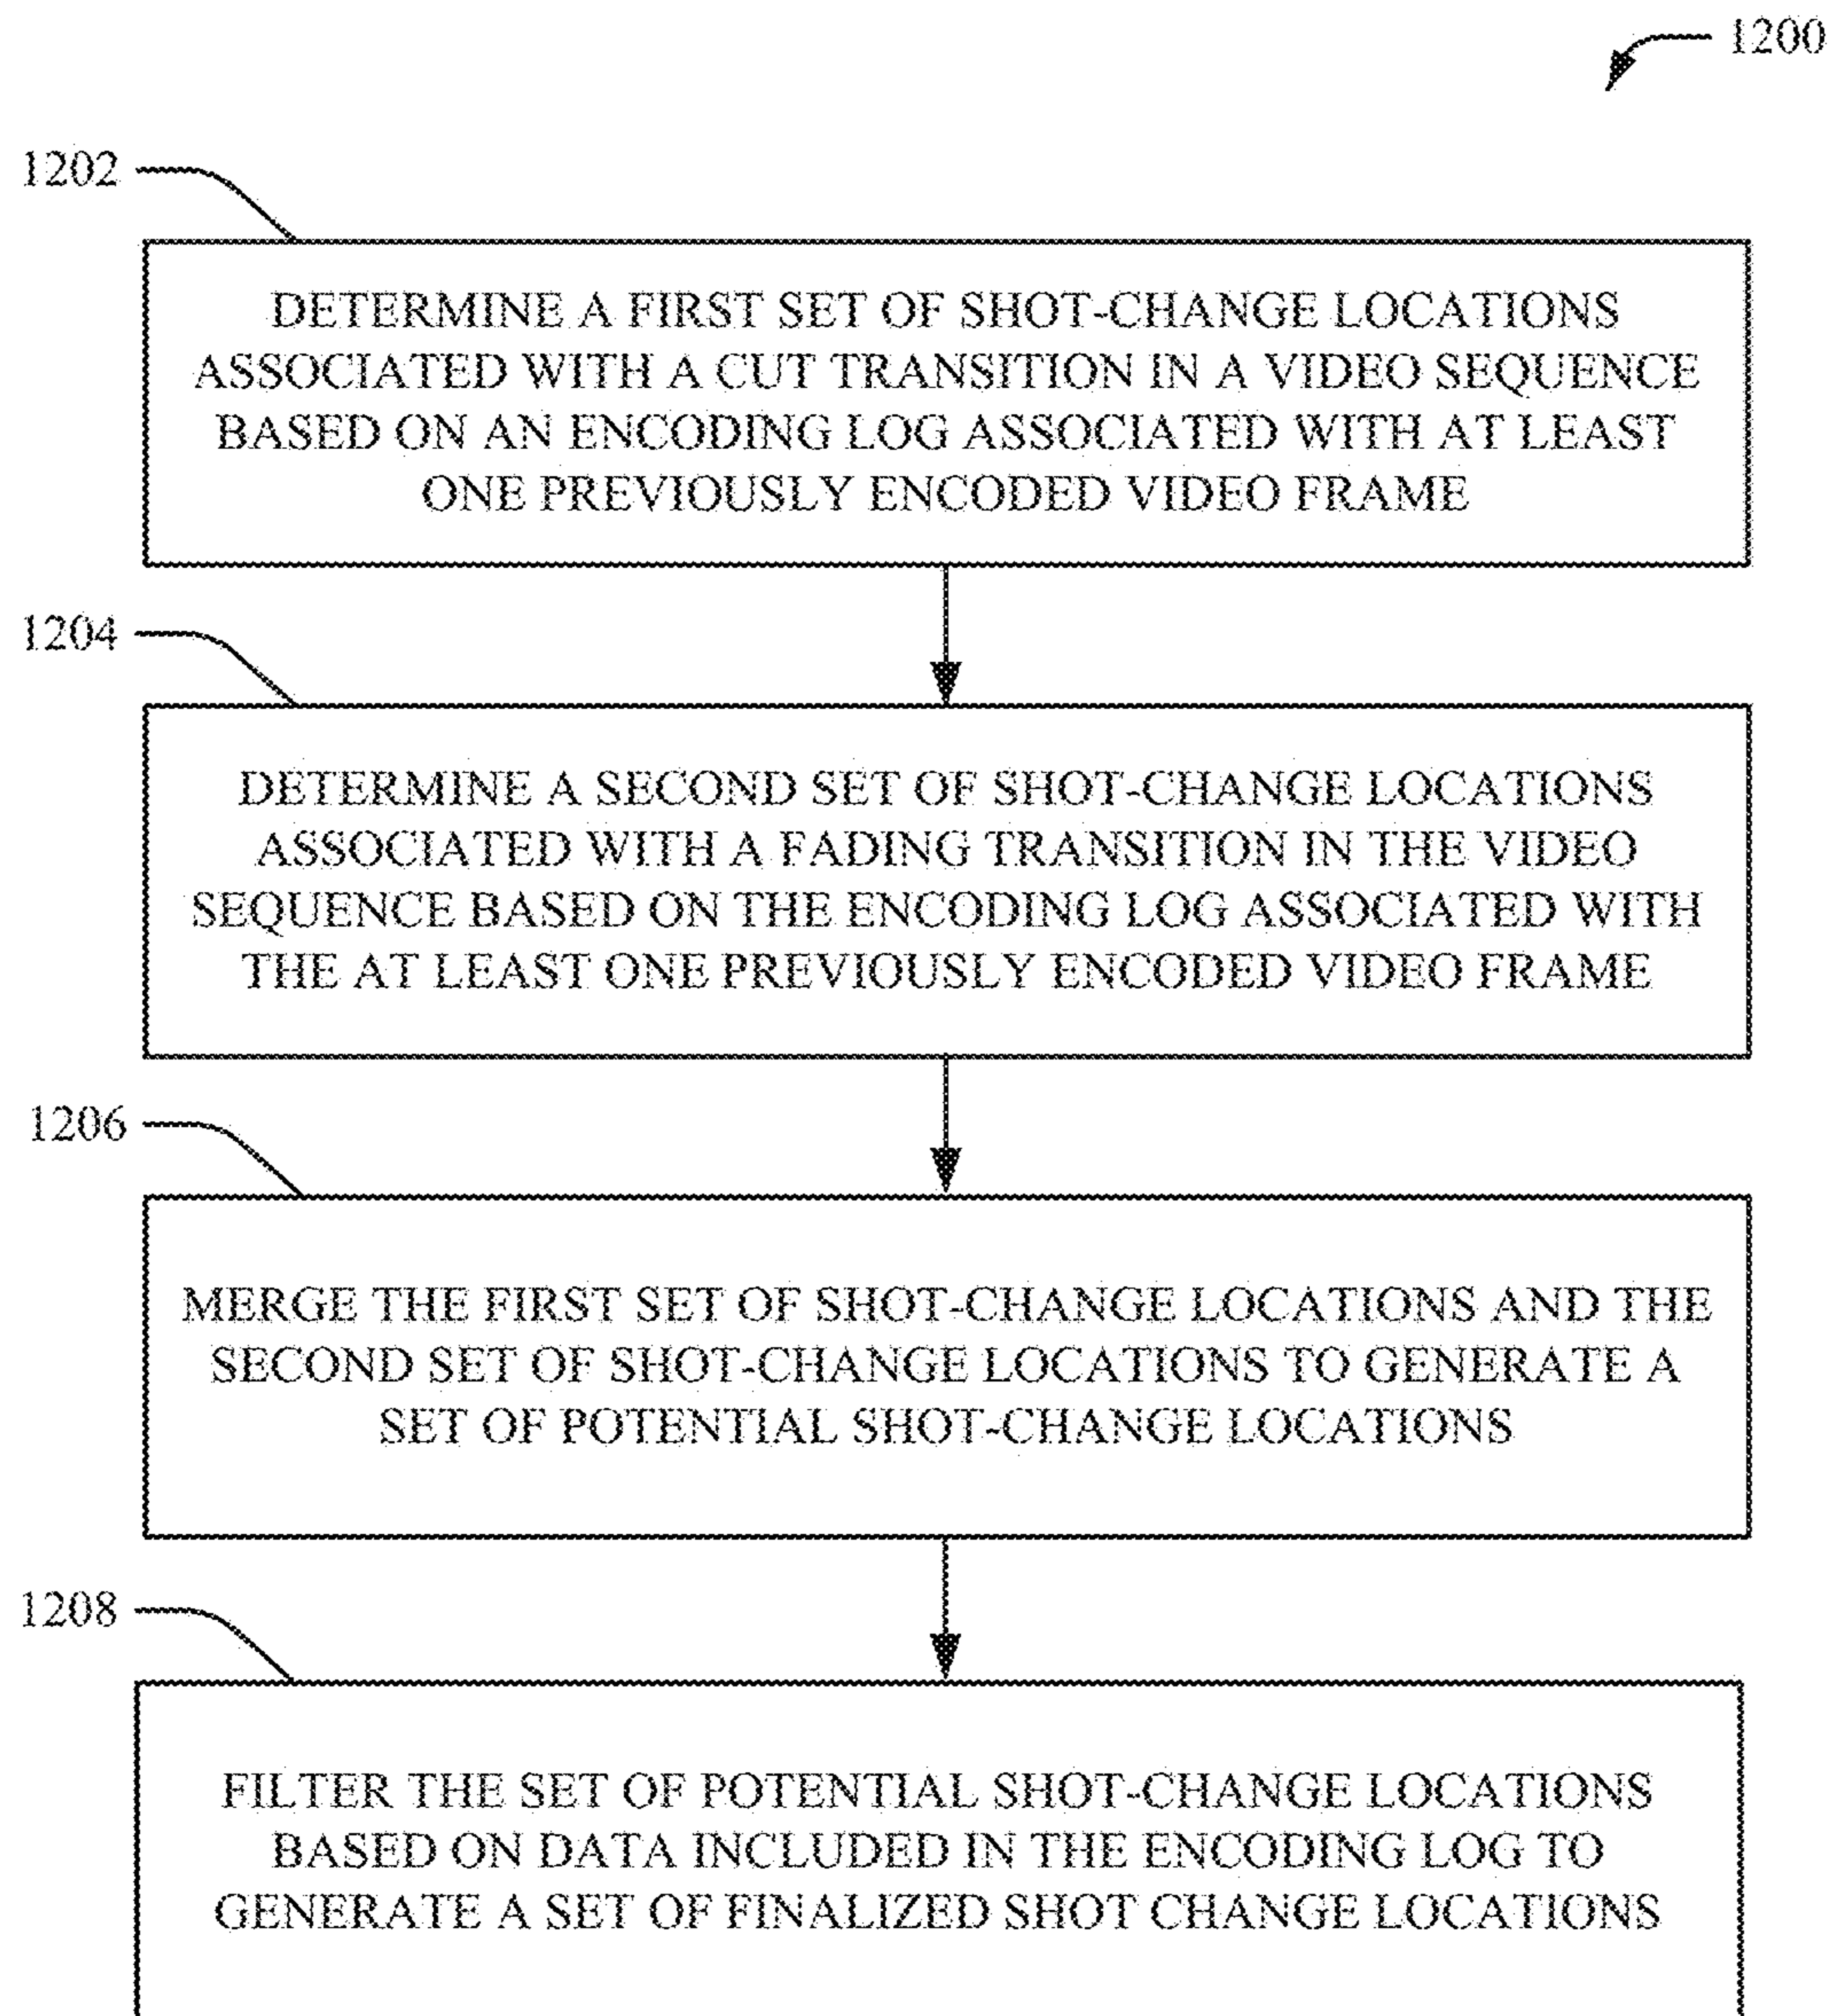 1200
1202
DETERMINE A FIRST SET OF SHOT-CHANGE LOCATIONS
ASSOCIATED WITH A CUT TRANSITION IN A VIDEO SEQUENCE
BASED ON AN ENCODING LOG ASSOCIATED WITH AT LEAST
ONE PREVIOUSLY ENCODED VIDEO FRAME
1204
DETERMINE A SECOND SET OF SHOT-CHANGE LOCATIONS
ASSOCIATED WITH A FADING TRANSITION IN THE VIDEO
SEQUENCE BASED ON THE ENCODING LOG ASSOCIATED WITH
THE AT LEAST ONE PREVIOUSLY ENCODED VIDEO FRAME
1206
MERGE THE FIRST SET OF SHOT-CHANGE LOCATIONS AND THE
SECOND SET OF SHOT-CHANGE LOCATIONS TO GENERATE A
SET OF POTENTIAL SHOT-CHANGE LOCATIONS
1208
FILTER THE SET OF POTENTIAL SHOT-CHANGE LOCATIONS
BASED ON DATA INCLUDED IN THE ENCODING LOG TO
GENERATE A SET OF FINALIZED SHOT CHANGE LOCATIONS